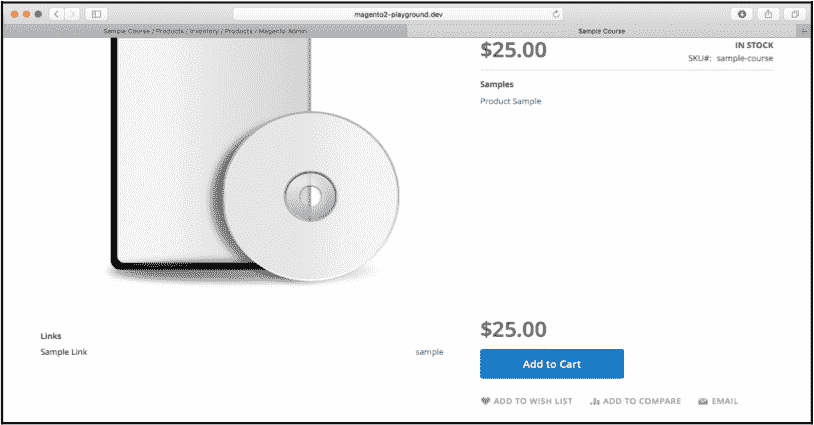 magento2-playground.dev
Sample Course / Products / Inventory / Products / Magento Admin
Sample Course
$25.00
IN STOCK
SKU#: sample-course
Samples
Product Sample
Links
Sample Link
sample
$25.00
Add to Cart
ADD TO WISH LIST
ADD TO COMPARE
EMAIL